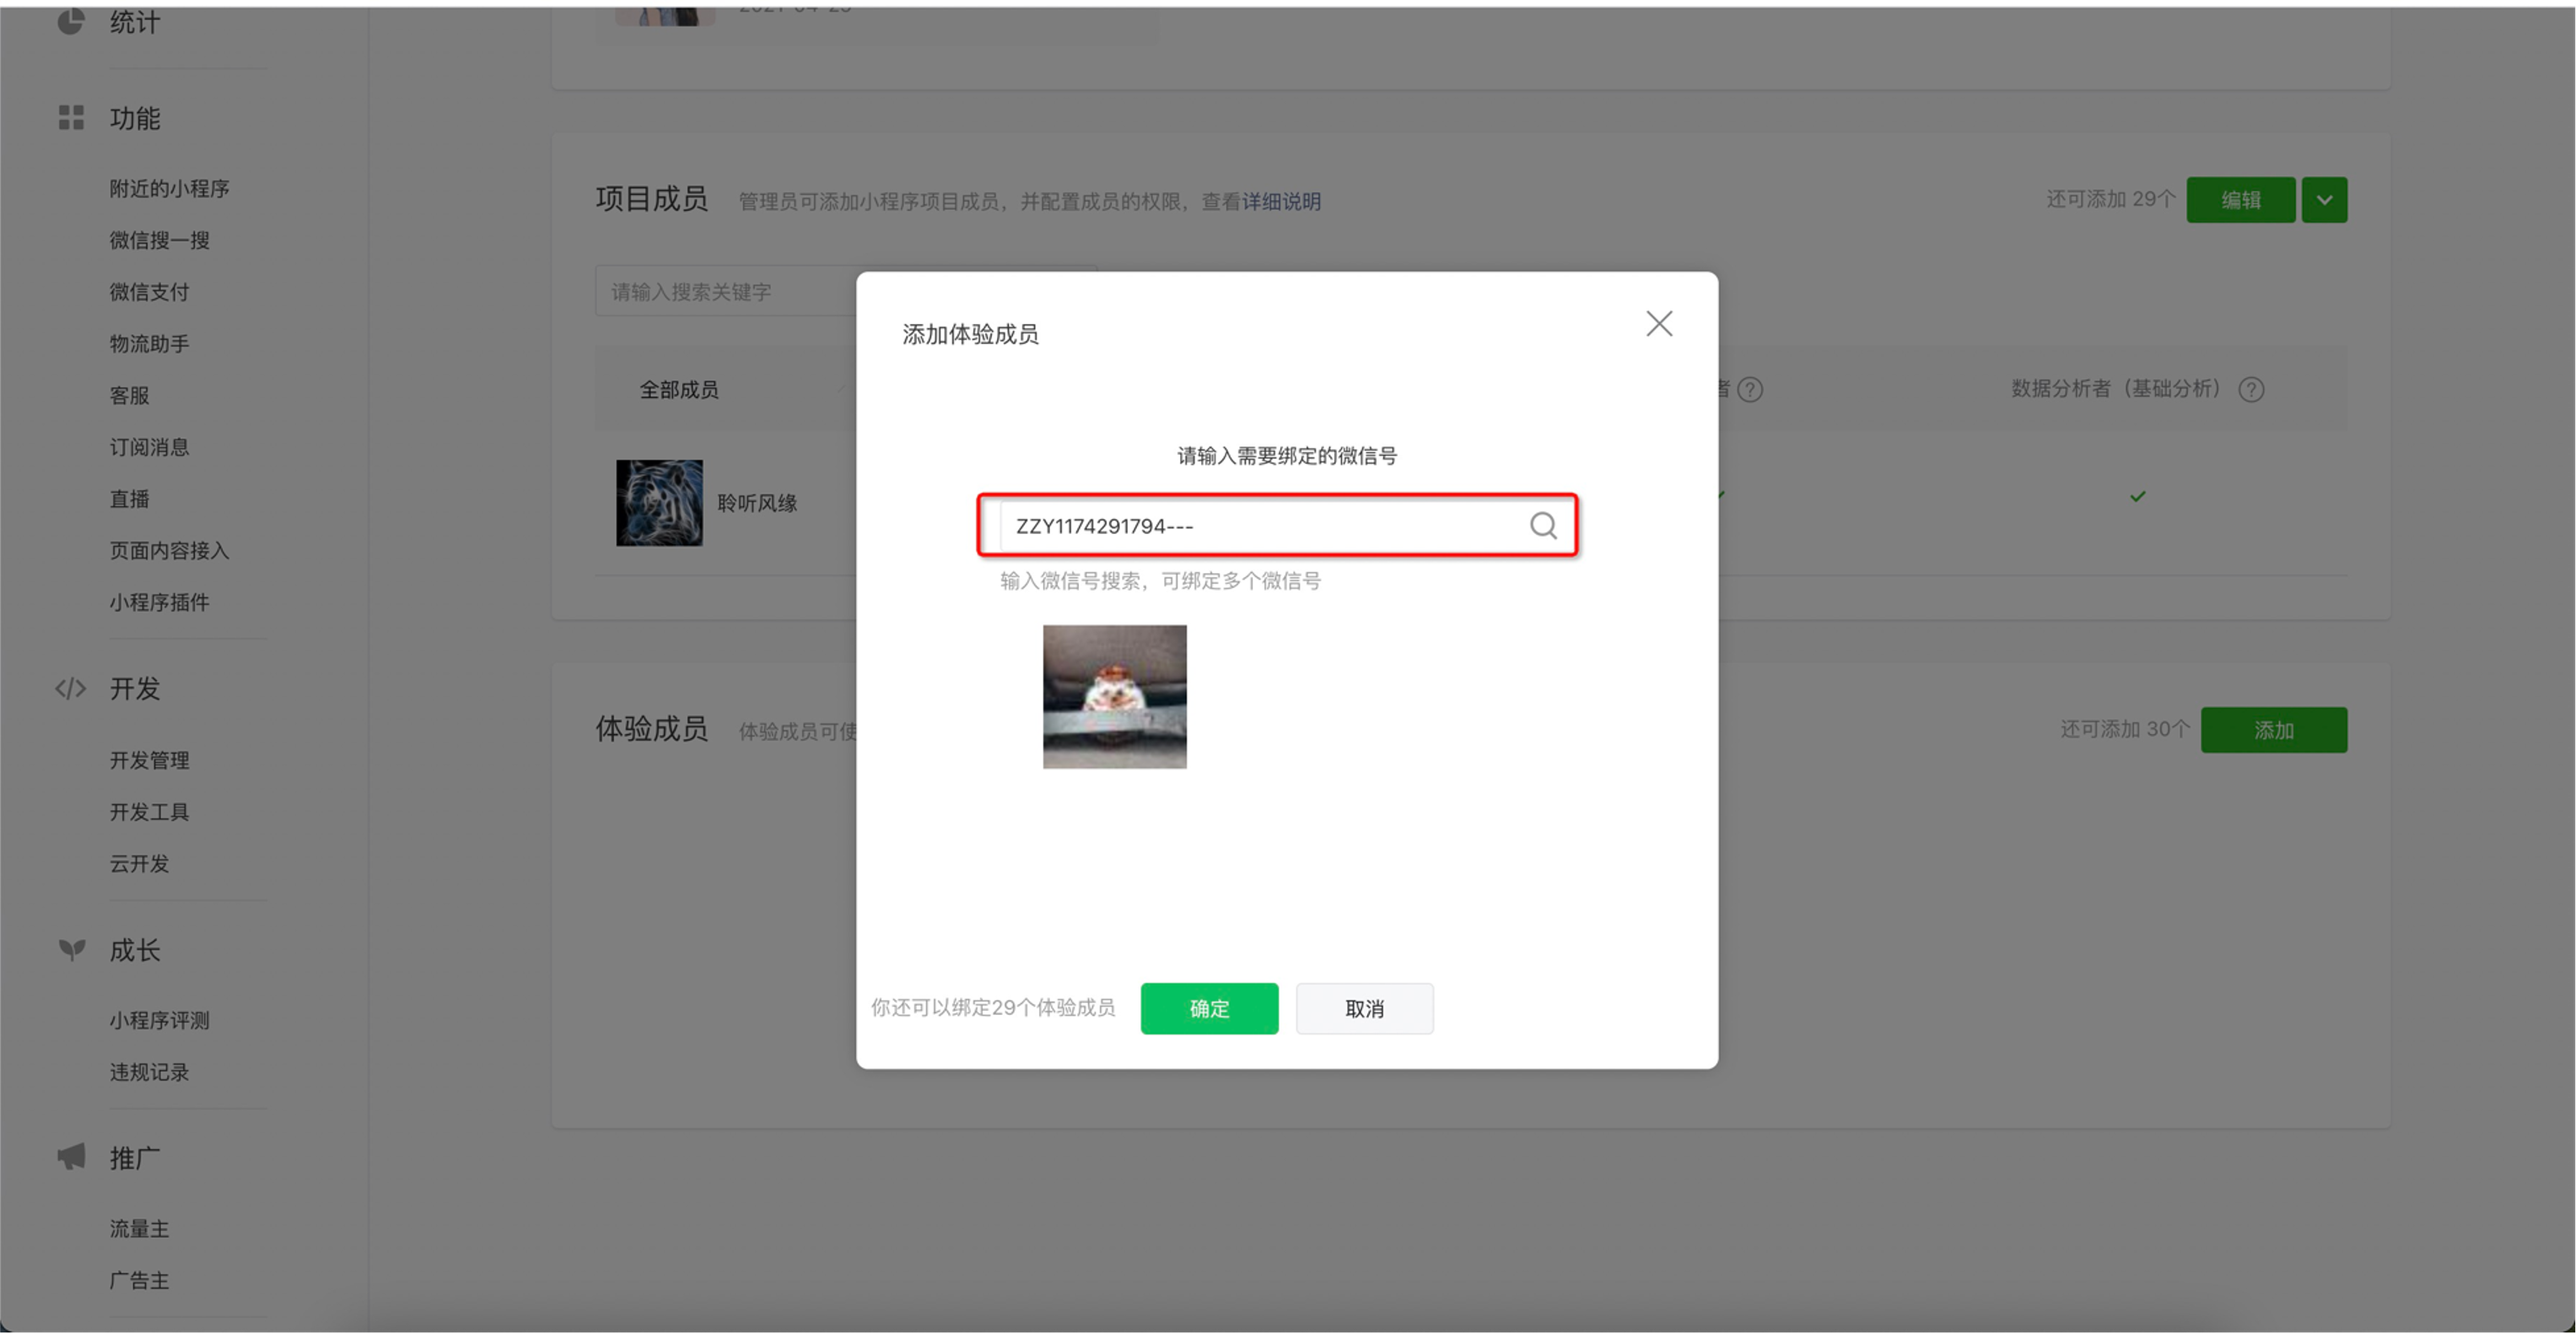 统计
功能
附近的小程序
微信搜一搜
微信支付
物流助手
客服
订阅消息
直播
页面内容接入
小程序插件
开发
开发管理
开发工具
云开发
成长
小程序评测
违规记录
推广
流量主
广告主
项目成员 管理员可添加小程序项目成员，并配置成员的权限，查看详细说明 还可添加 29个 编辑
请输入搜索关键字
全部成员 者 数据分析者（基础分析）
聆听风缘
体验成员 体验成员可使 还可添加 30个 添加
添加体验成员
请输入需要绑定的微信号
ZZY1174291794---
输入微信号搜索，可绑定多个微信号
你还可以绑定29个体验成员 确定 取消